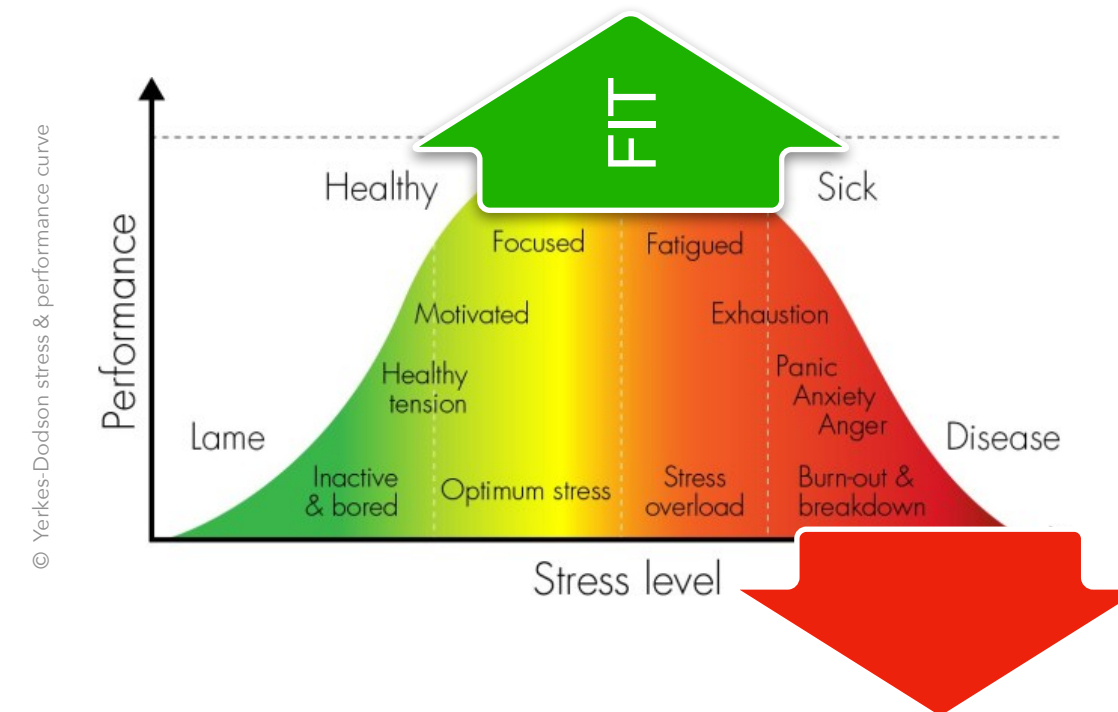 © Yerkes-Dodson stress & performance curve
FIT
Healthy
Sick
Performance
Focused
Fatigued
Motivated
Exhaustion
Healthy
tension
Panic
Anxiety
Anger
Lame
Disease
Inactive
& bored
Optimum stress
Stress
overload
Burn-out &
breakdown
Stress level